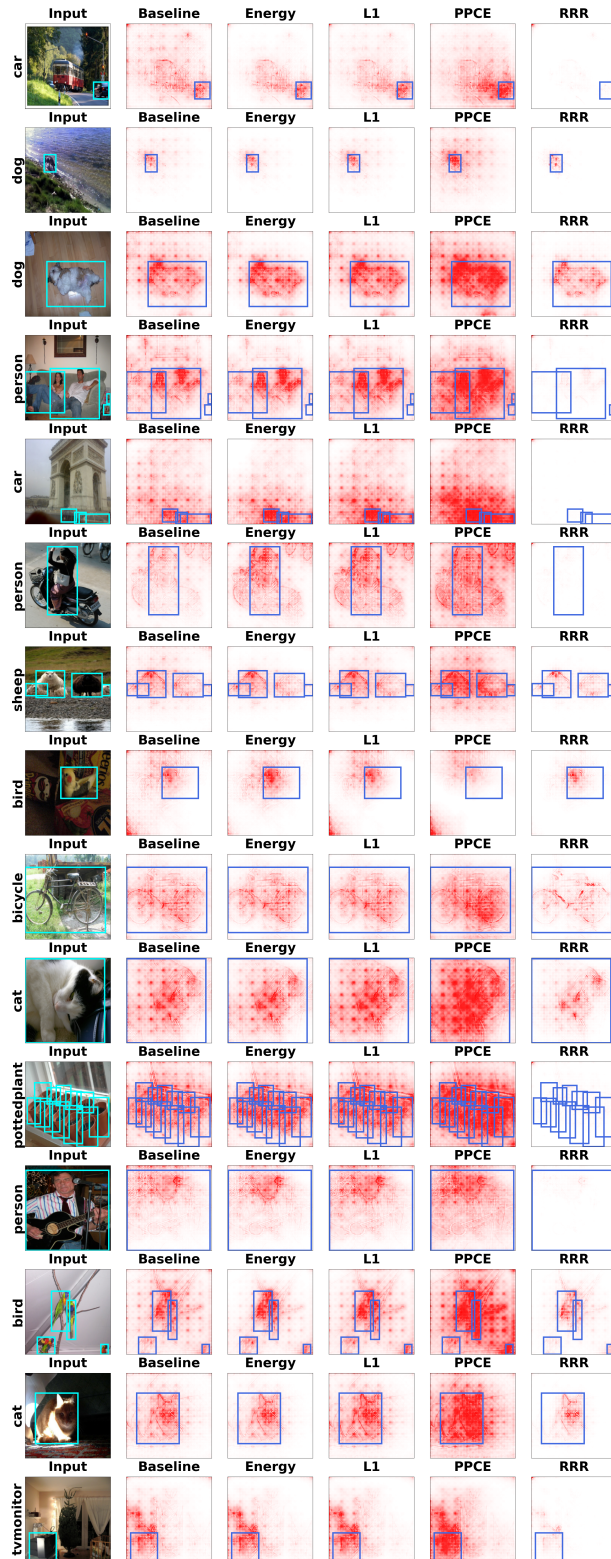 Input Baseline Energy L1 PPCE RRR
car
Input Baseline Energy L1 PPCE RRR
dog
Input Baseline Energy L1 PPCE RRR
dog
Input Baseline Energy L1 PPCE RRR
person
Input Baseline Energy L1 PPCE RRR
car
Input Baseline Energy L1 PPCE RRR
person
Input Baseline Energy L1 PPCE RRR
sheep
Input Baseline Energy L1 PPCE RRR
bird
Input Baseline Energy L1 PPCE RRR
bicycle
Input Baseline Energy L1 PPCE RRR
cat
Input Baseline Energy L1 PPCE RRR
pottedplant
Input Baseline Energy L1 PPCE RRR
person
Input Baseline Energy L1 PPCE RRR
bird
Input Baseline Energy L1 PPCE RRR
cat
Input Baseline Energy L1 PPCE RRR
tvmonitor